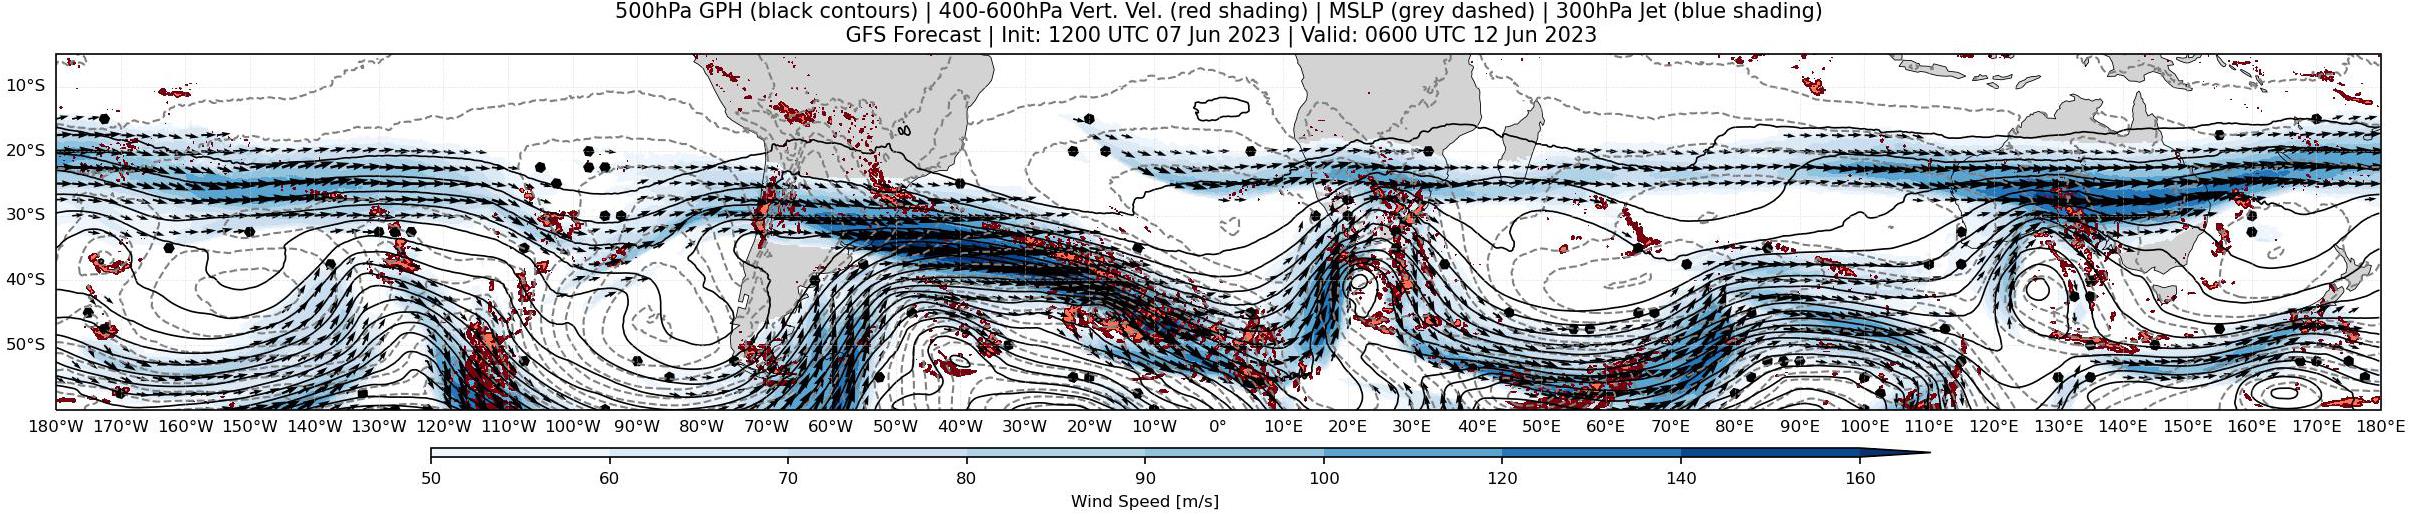 500hPa GPH (black contours) | 400-600hPa Vert. Vel. (red shading) | MSLP (grey dashed) | 300hPa Jet (blue shading)
GFS Forecast | Init: 1200 UTC 07 Jun 2023 | Valid: 0600 UTC 12 Jun 2023
10°S
20°S
30°S
40°S
50°S
180°W 170°W 160°W 150°W 140°W 130°W 120°W 110°W 100°W 90°W 80°W 70°W 60°W 50°W 40°W 30°W 20°W 10°W 0° 10°E 20°E 30°E 40°E 50°E 60°E 70°E 80°E 90°E 100°E 110°E 120°E 130°E 140°E 150°E 160°E 170°E 180°E
50 60 70 80 90 100 120 140 160
Wind Speed [m/s]